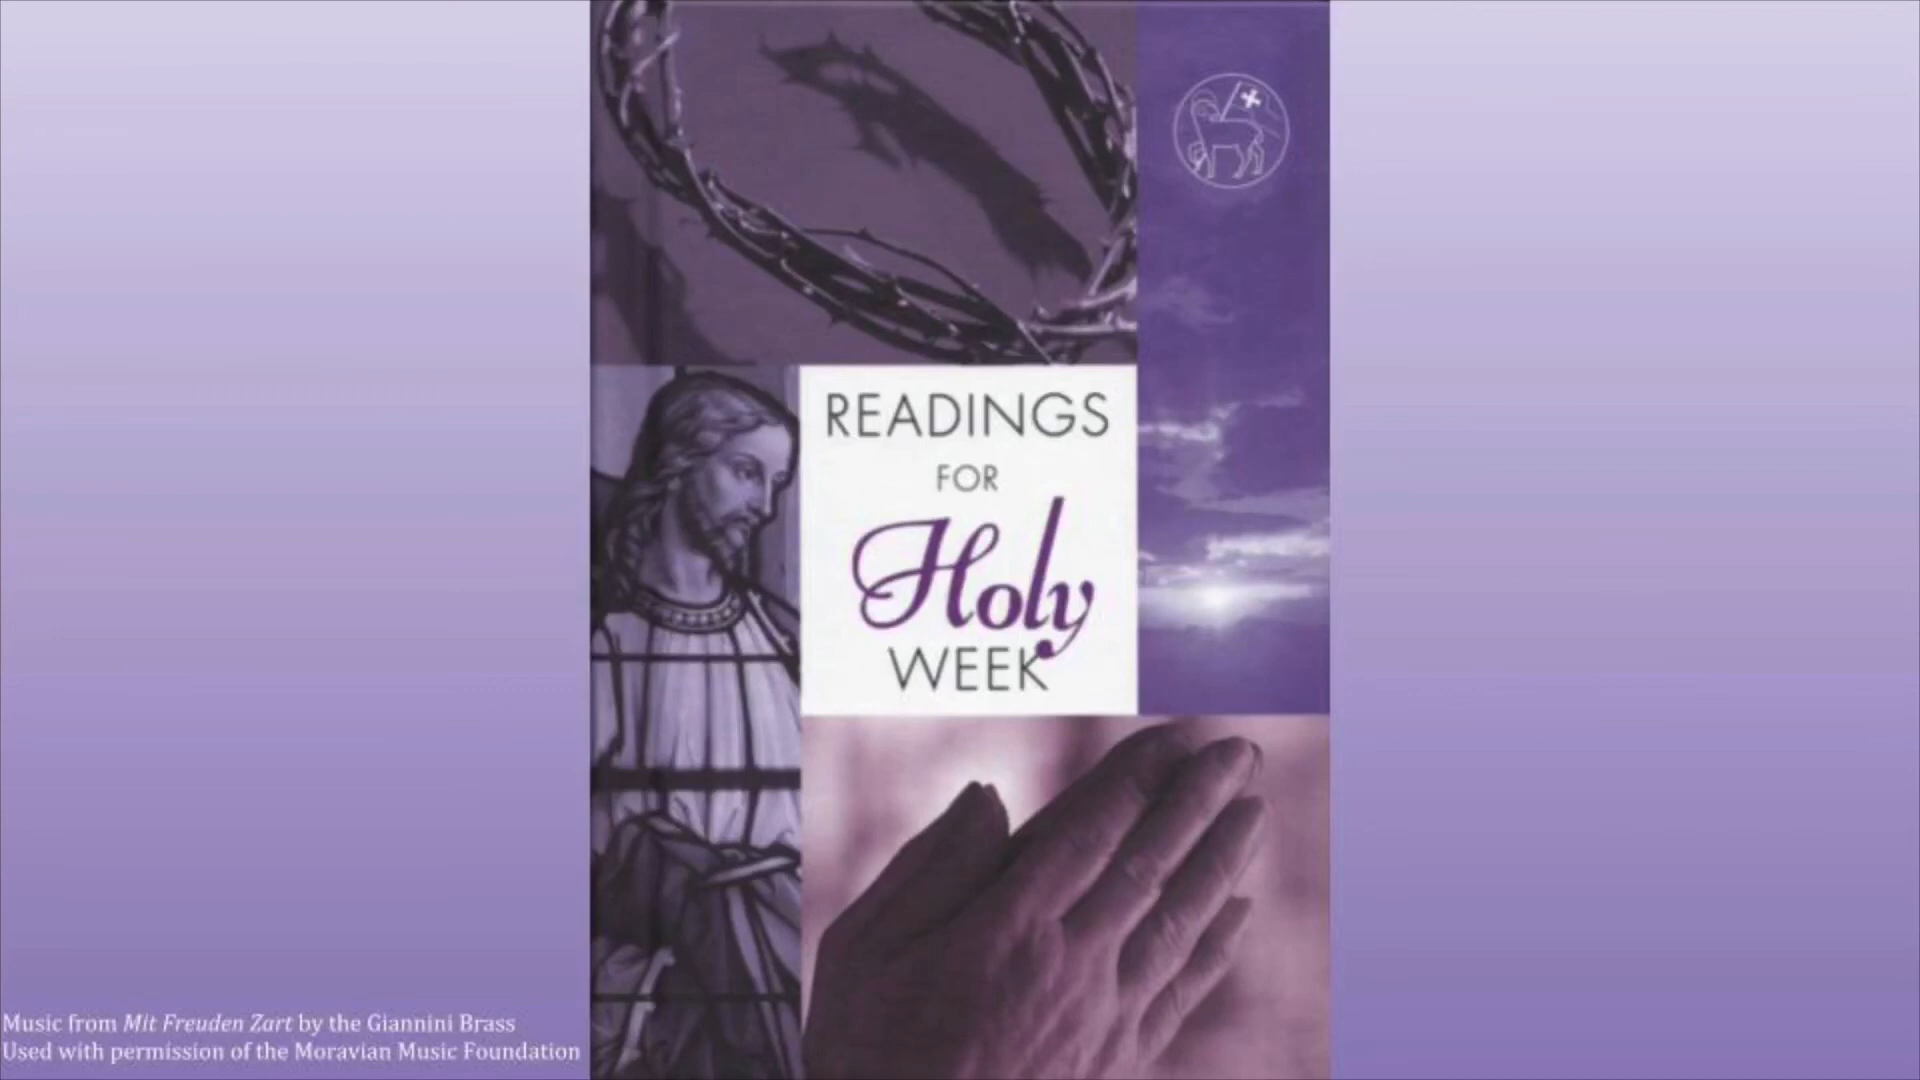 READINGS
FOR
Holy
WEEK
Music from Mit Freuden Zart by the Giannini Brass
Used with permission of the Moravian Music Foundation